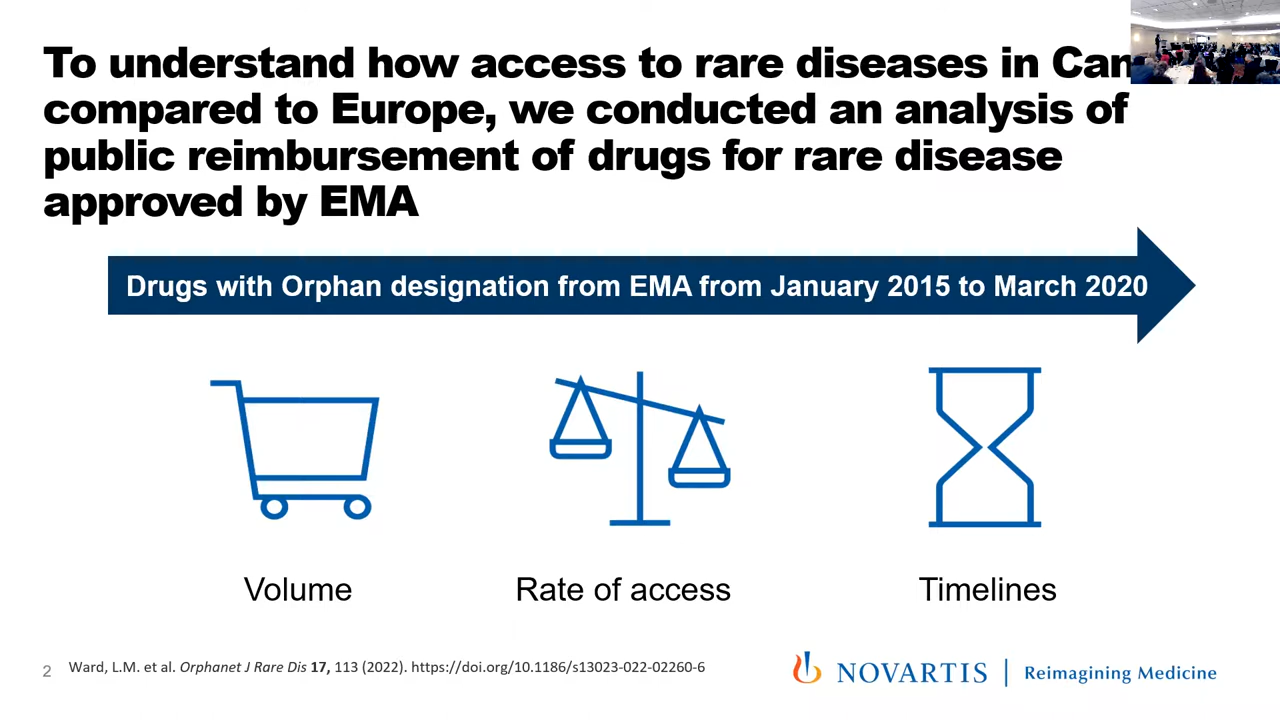 To understand how access to rare diseases in Can
compared to Europe, we conducted an analysis of
public reimbursement of drugs for rare disease
approved by EMA
Drugs with Orphan designation from EMA from January 2015 to March 2020
Volume
Rate of access
Timelines
2
Ward, L.M. et al. Orphanet J Rare Dis 17, 113 (2022). https://doi.org/10.1186/s13023-022-02260-6
NOVARTIS
Reimagining Medicine